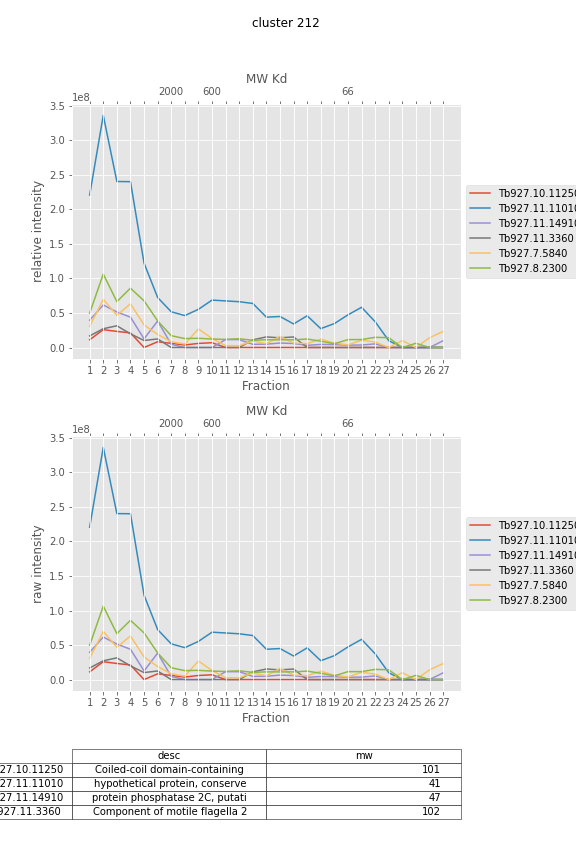 cluster 212
MW Kd
2000 600 66
1e8
3.5
3.0
2.5
2.0
1.5
1.0
0.5
0.0
relative intensity
1 2 3 4 5 6 7 8 9 10 11 12 13 14 15 16 17 18 19 20 21 22 23 24 25 26 27
Fraction
Tb927.10.11250
Tb927.11.11010
Tb927.11.14910
Tb927.11.3360
Tb927.7.5840
Tb927.8.2300
MW Kd
2000 600 66
1e8
3.5
3.0
2.5
2.0
1.5
1.0
0.5
0.0
raw intensity
1 2 3 4 5 6 7 8 9 10 11 12 13 14 15 16 17 18 19 20 21 22 23 24 25 26 27
Fraction
Tb927.10.11250
Tb927.11.11010
Tb927.11.14910
Tb927.11.3360
Tb927.7.5840
Tb927.8.2300
desc mw
27.10.11250 Coiled-coil domain-containing 101
27.11.11010 hypothetical protein, conserve 41
27.11.14910 protein phosphatase 2C, putati 47
927.11.3360 Component of motile flagella 2 102